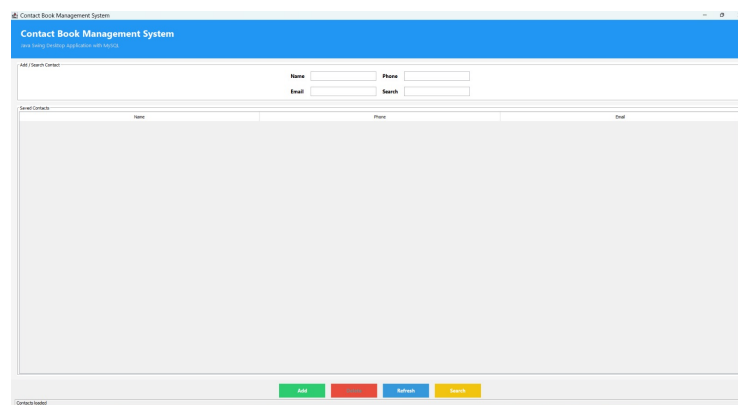 Contact Book Management System
Contact Book Management System
Java Swing Desktop Application with MySQL
Add / Search Contact
Name Phone
Email Search
Saved Contacts
Name Phone Email
Add Refresh Search
Contacts loaded